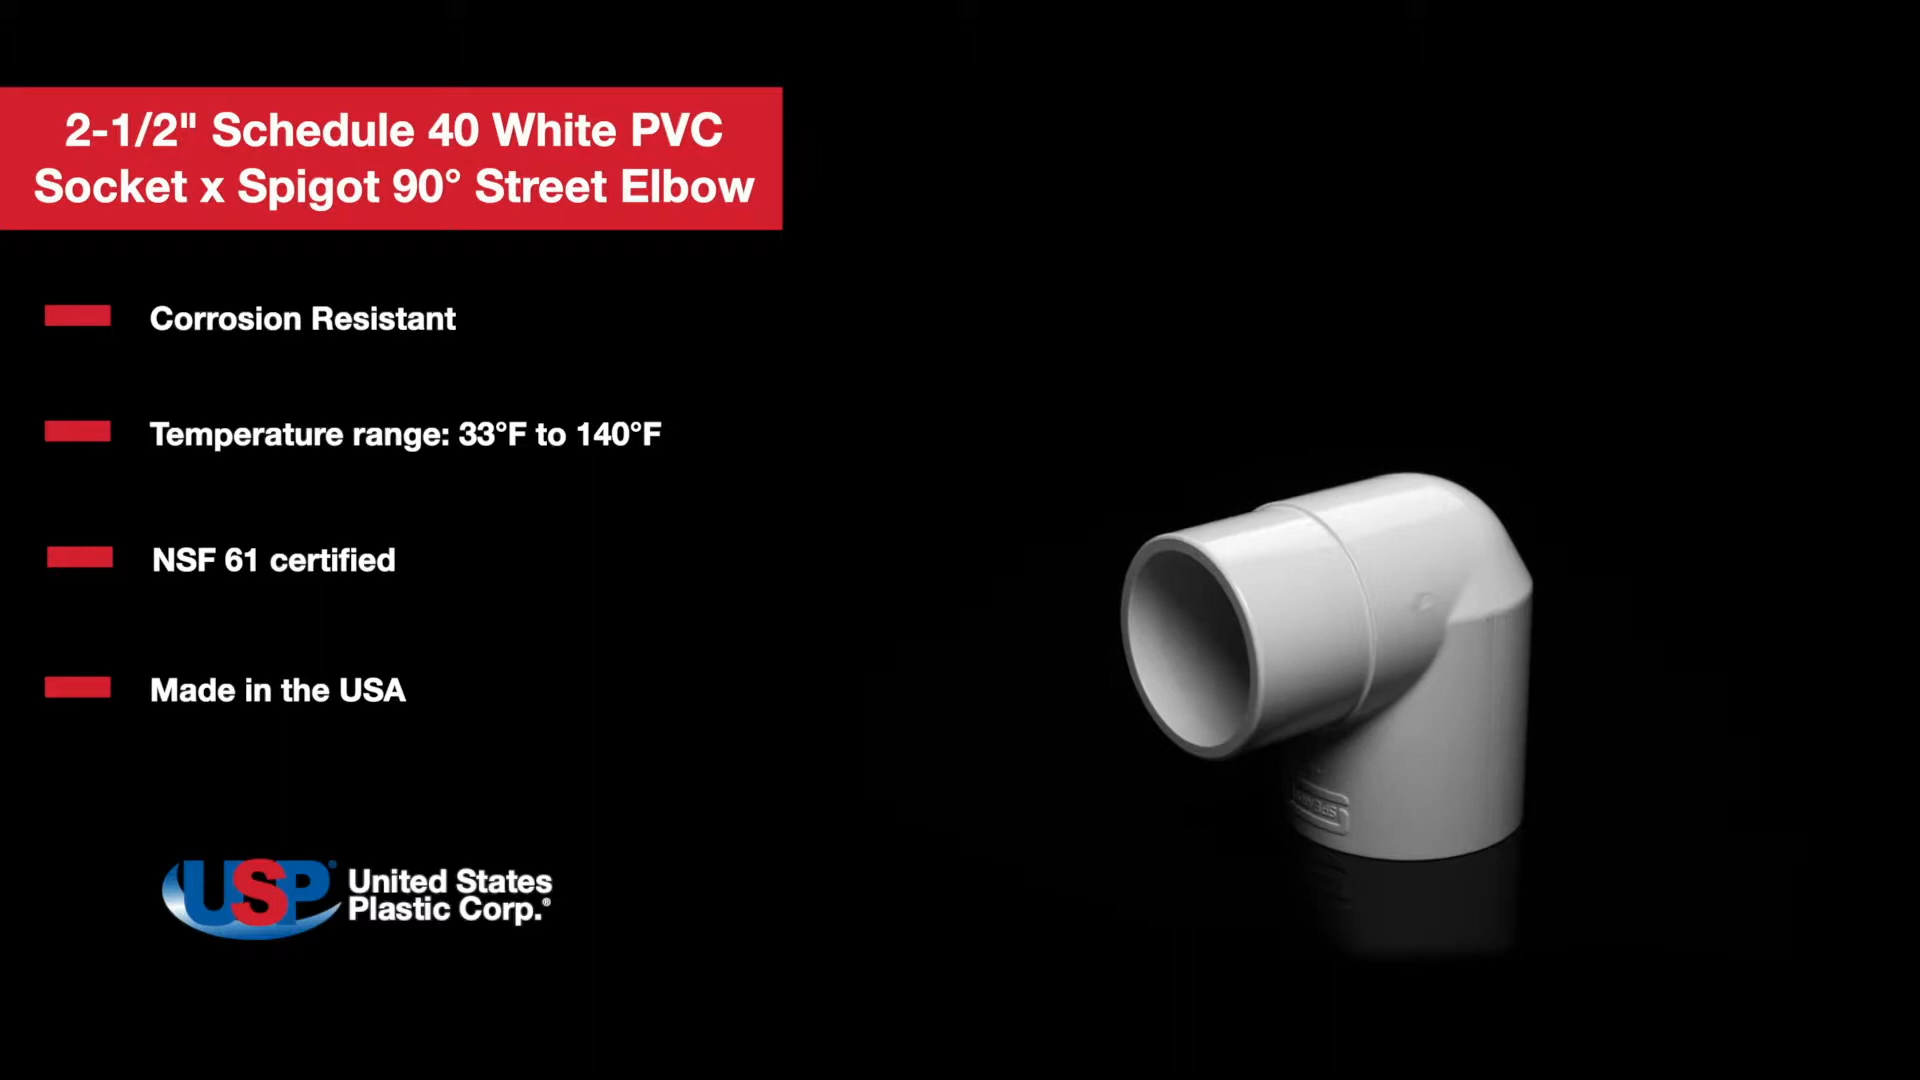 2-1/2" Schedule 40 White PVC
Socket x Spigot 90° Street Elbow
Corrosion Resistant
Temperature range: 33°F to 140°F
NSF 61 certified
Made in the USA
USP®
United States
Plastic Corp.®